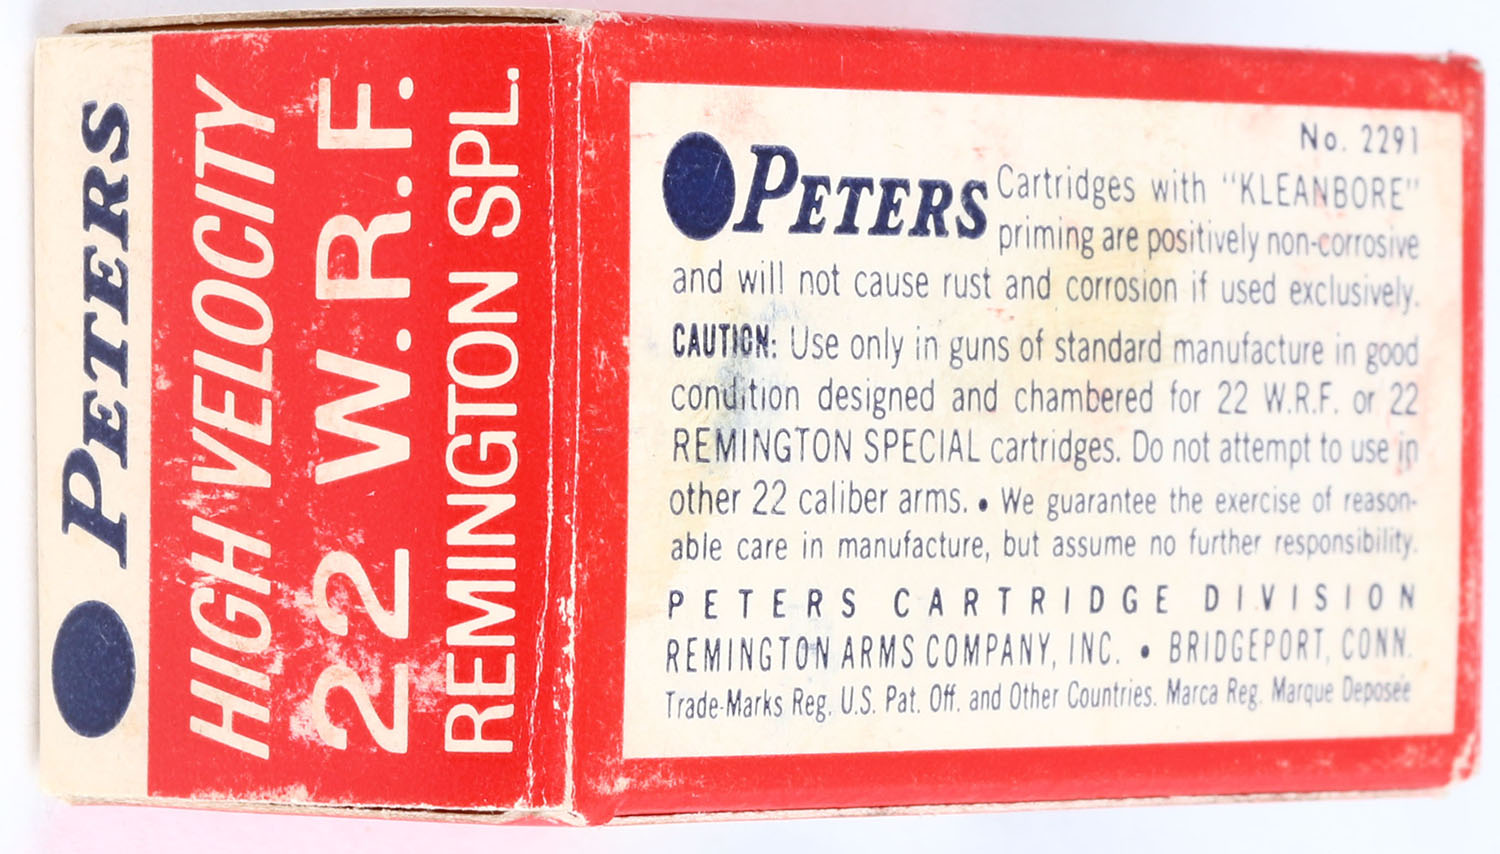 PETERS
HIGH VELOCITY
22 W.R.F.
REMINGTON SPL.
No. 2291
PETERS Cartridges with "KLEANBORE"
priming are positively non-corrosive
and will not cause rust and corrosion if used exclusively.
CAUTION: Use only in guns of standard manufacture in good
condition designed and chambered for 22 W.R.F. or 22
REMINGTON SPECIAL cartridges. Do not attempt to use in
other 22 caliber arms. • We guarantee the exercise of reason-
able care in manufacture, but assume no further responsibility.
PETERS CARTRIDGE DIVISION
REMINGTON ARMS COMPANY, INC. • BRIDGEPORT, CONN.
Trade-Marks Reg. U.S. Pat. Off. and Other Countries. Marca Reg. Marque Deposée